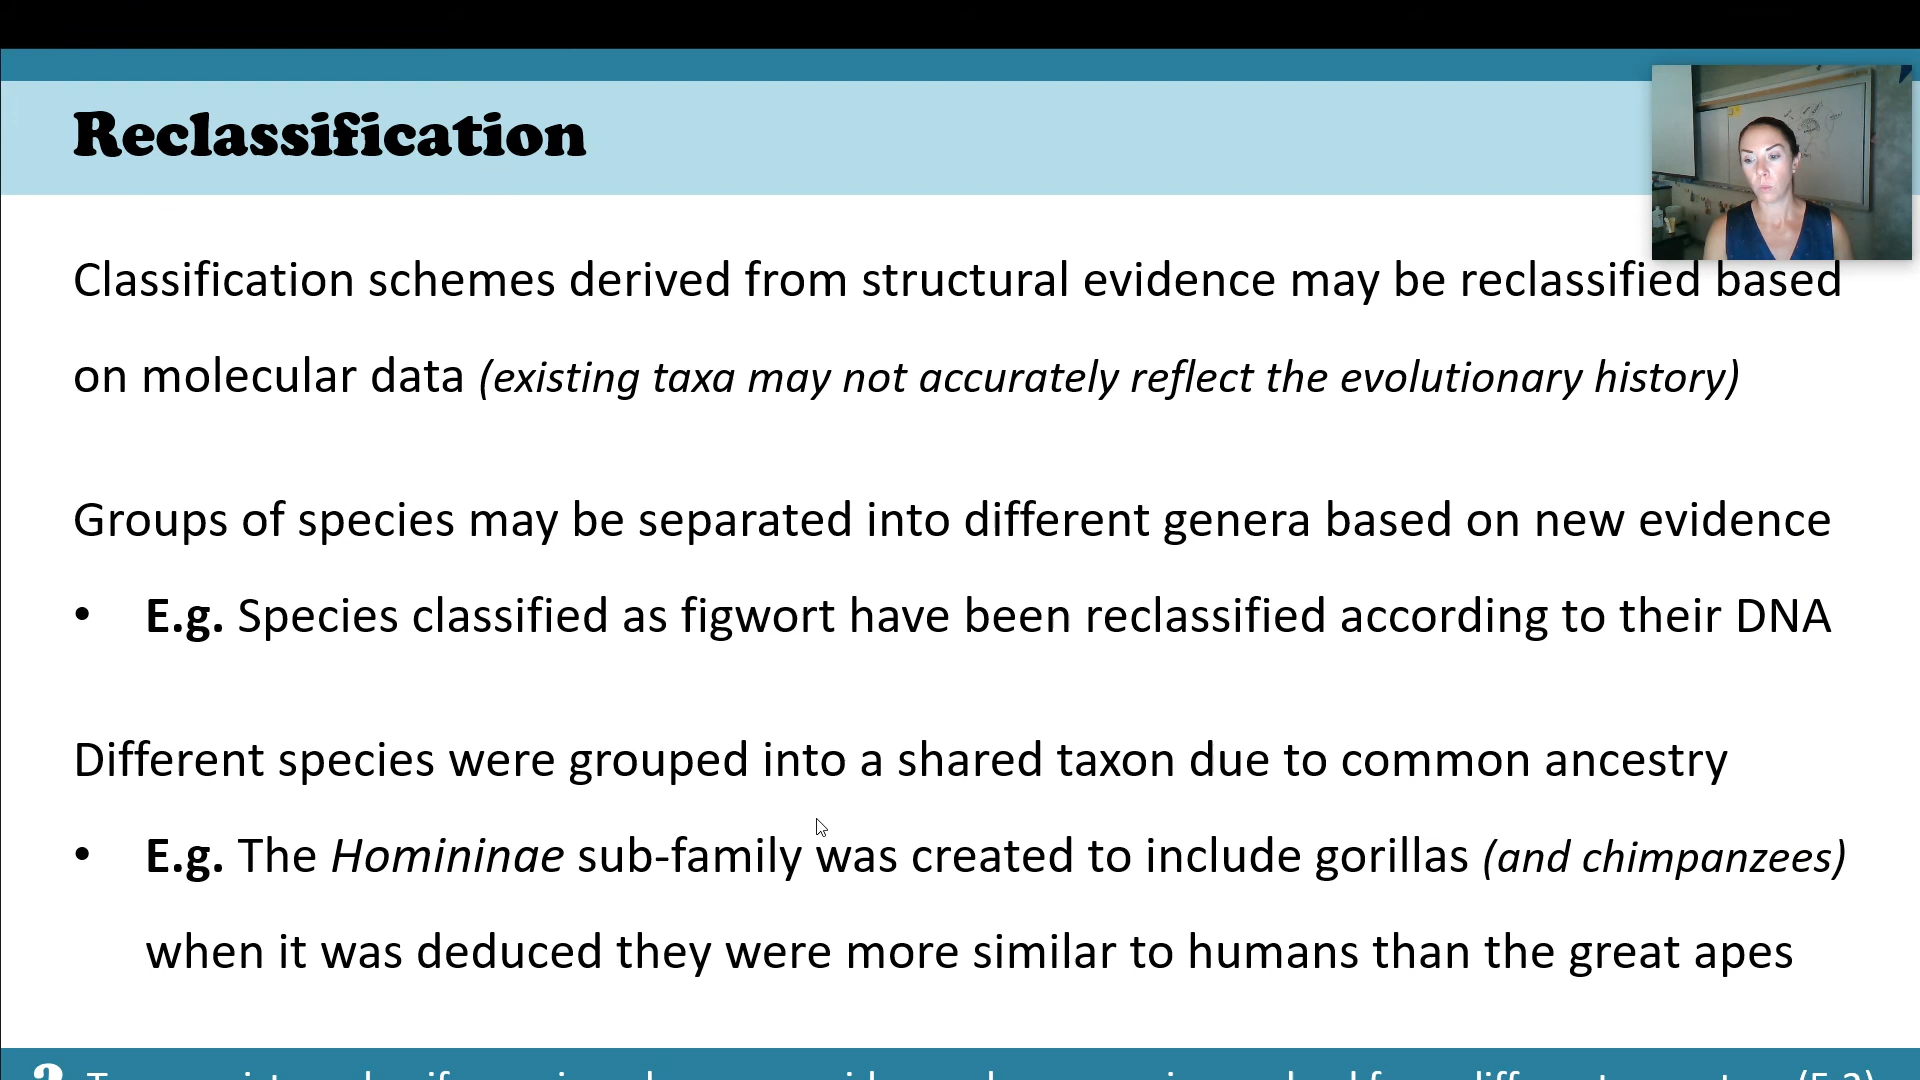 Reclassification
Classification schemes derived from structural evidence may be reclassified based
on molecular data (existing taxa may not accurately reflect the evolutionary history)
Groups of species may be separated into different genera based on new evidence
• E.g. Species classified as figwort have been reclassified according to their DNA
Different species were grouped into a shared taxon due to common ancestry
• E.g. The Homininae sub-family was created to include gorillas (and chimpanzees)
when it was deduced they were more similar to humans than the great apes